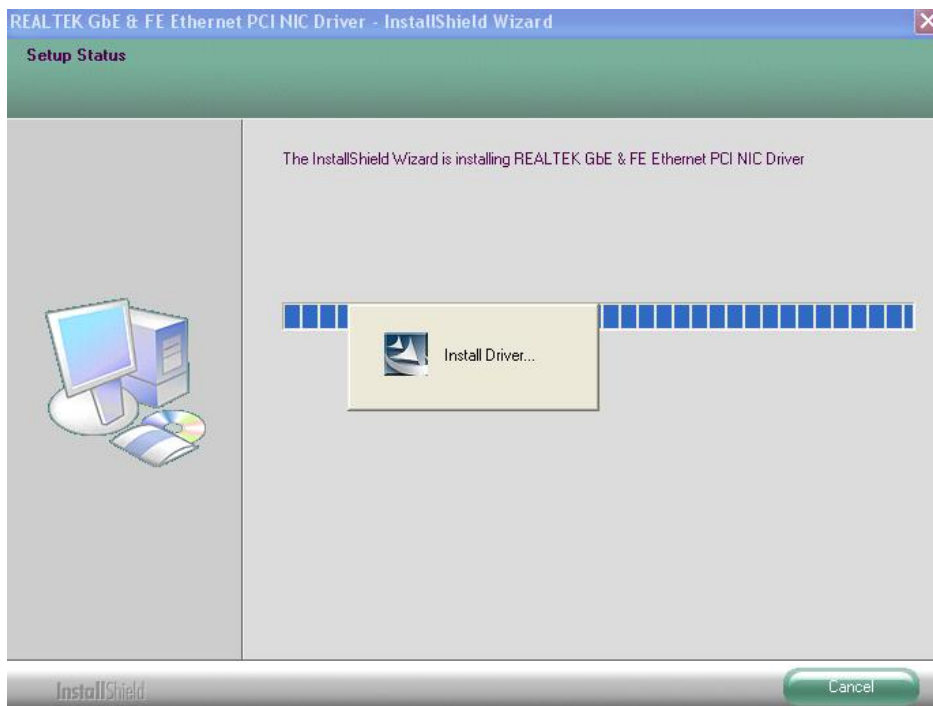 REALTEK GbE & FE Ethernet PCI NIC Driver - InstallShield Wizard
Setup Status
The InstallShield Wizard is installing REALTEK GbE & FE Ethernet PCI NIC Driver
Install Driver...
InstallShield
Cancel